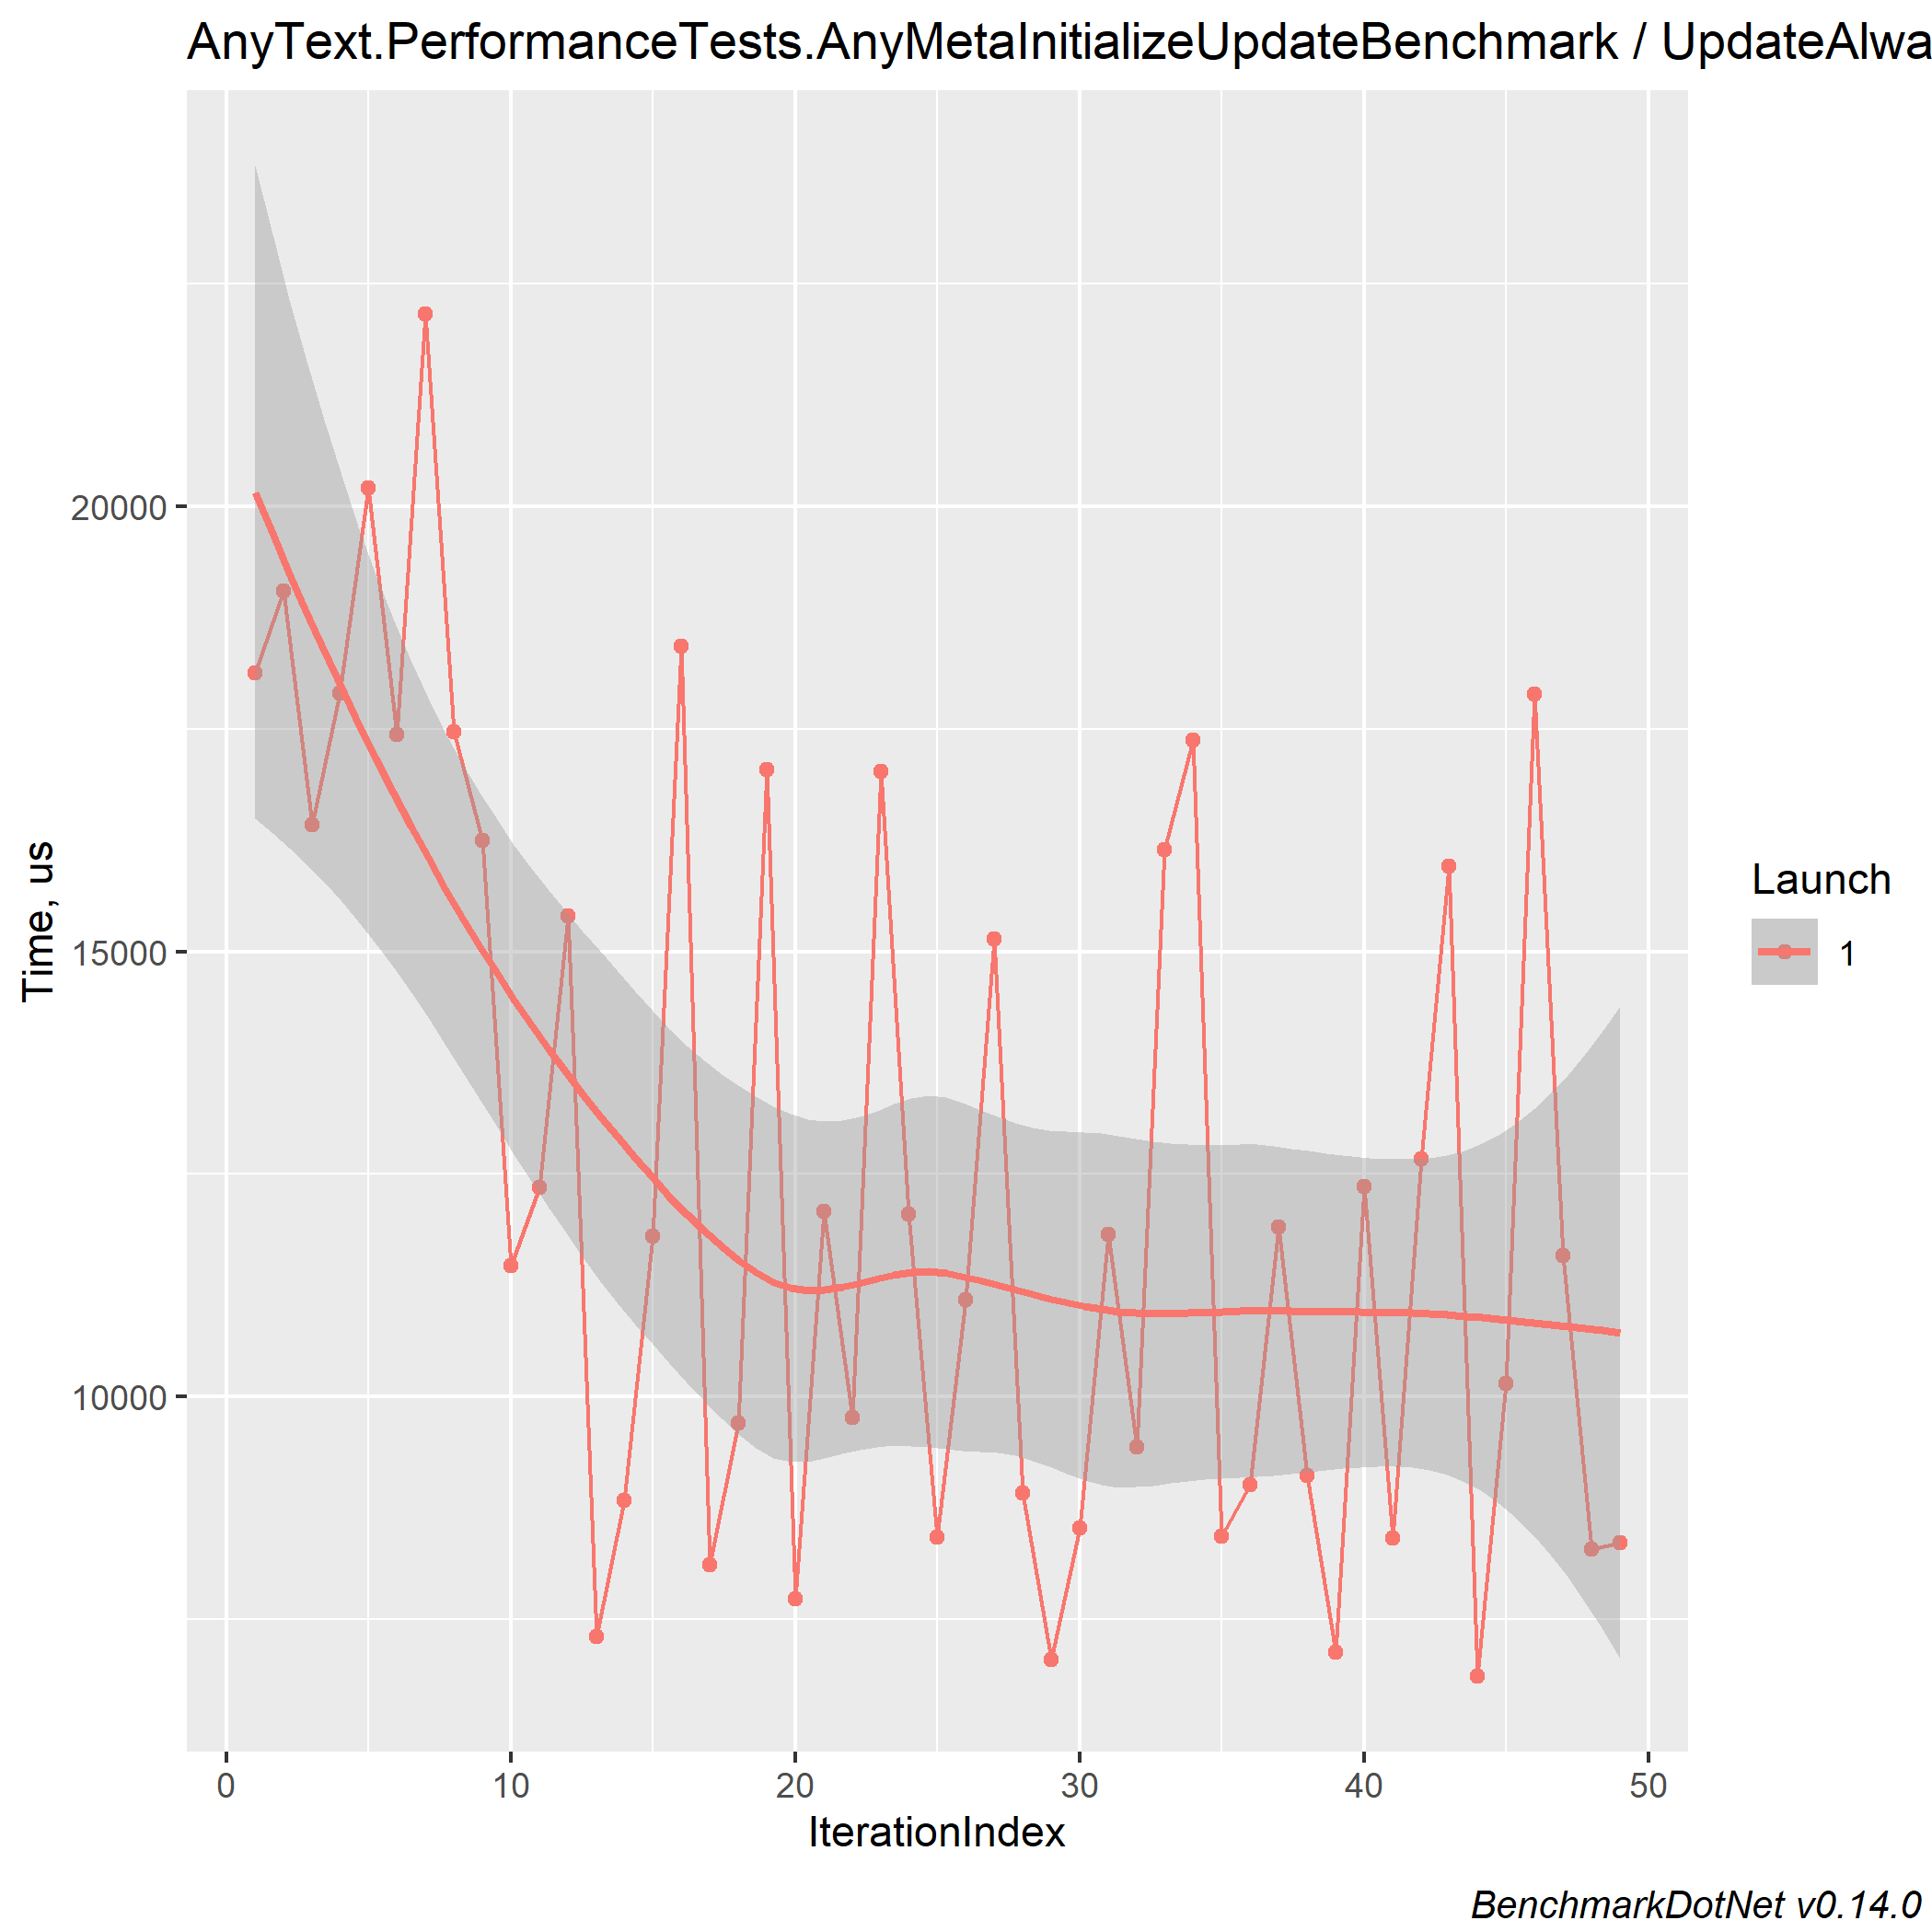 AnyText.PerformanceTests.AnyMetaInitializeUpdateBenchmark / UpdateAlwa
20000
15000
10000
Time, us
0 10 20 30 40 50
IterationIndex
Launch
1
BenchmarkDotNet v0.14.0